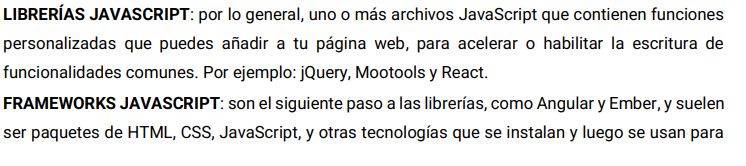 LIBRERÍAS JAVASCRIPT: por lo general, uno o más archivos JavaScript que contienen funciones
personalizadas que puedes añadir a tu página web, para acelerar o habilitar la escritura de
funcionalidades comunes. Por ejemplo: jQuery, Mootools y React.
FRAMEWORKS JAVASCRIPT: son el siguiente paso a las librerías, como Angular y Ember, y suelen
ser paquetes de HTML, CSS, JavaScript, y otras tecnologías que se instalan y luego se usan para